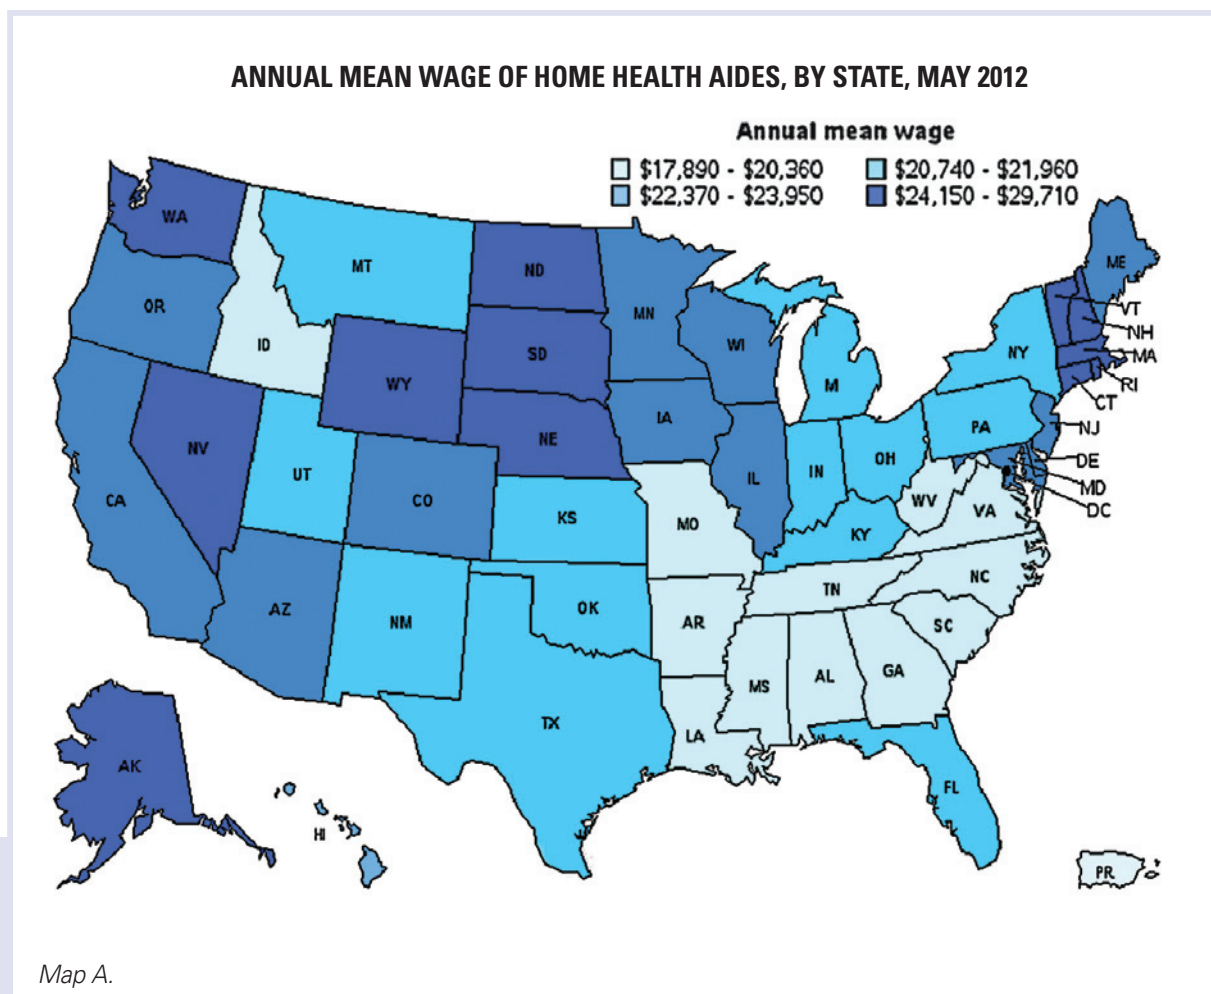 ANNUAL MEAN WAGE OF HOME HEALTH AIDES, BY STATE, MAY 2012
Annual mean wage
$17,890 - $20,360 $20,740 - $21,960
$22,370 - $23,950 $24,150 - $29,710
WA
MT
ND
ME
OR
MN
VT
NH
ID
SD
WI
NY
MA
WY
M
RI
CT
NV
NE
IA
PA
NJ
UT
CO
IL
IN
OH
DE
MD
CA
KS
MO
KY
WV
VA
DC
AZ
NM
OK
AR
TN
NC
SC
MS
AL
GA
TX
LA
AK
FL
HI
PR
Map A.